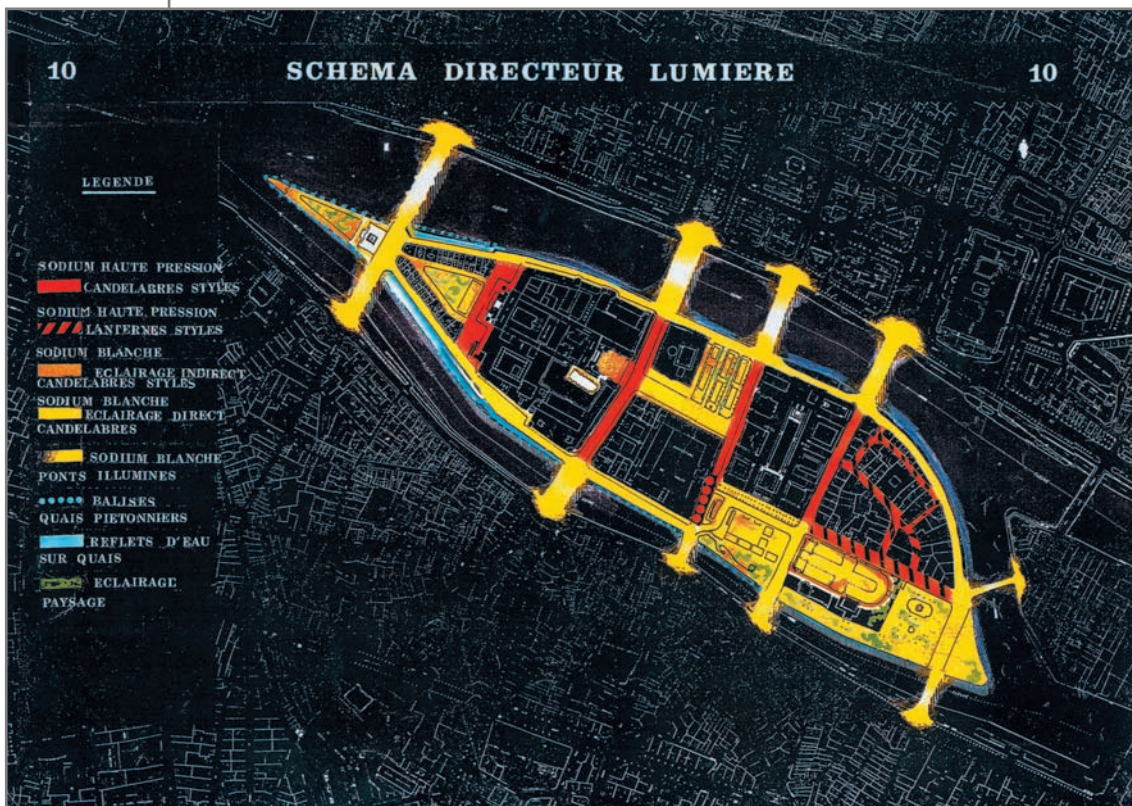 10 SCHEMA DIRECTEUR LUMIERE 10
LEGENDE
SODIUM HAUTE PRESSION
CANDELABRES STYLES
SODIUM HAUTE PRESSION
LANTERNES STYLES
SODIUM BLANCHE
ECLAIRAGE INDIRECT
CANDELABRES STYLES
SODIUM BLANCHE
ECLAIRAGE DIRECT
CANDELABRES
SODIUM BLANCHE
PONTS ILLUMINES
BALISES
QUAIS PIETONNIERS
REFLETS D'EAU
SUR QUAIS
ECLAIRAGE
PAYSAGE